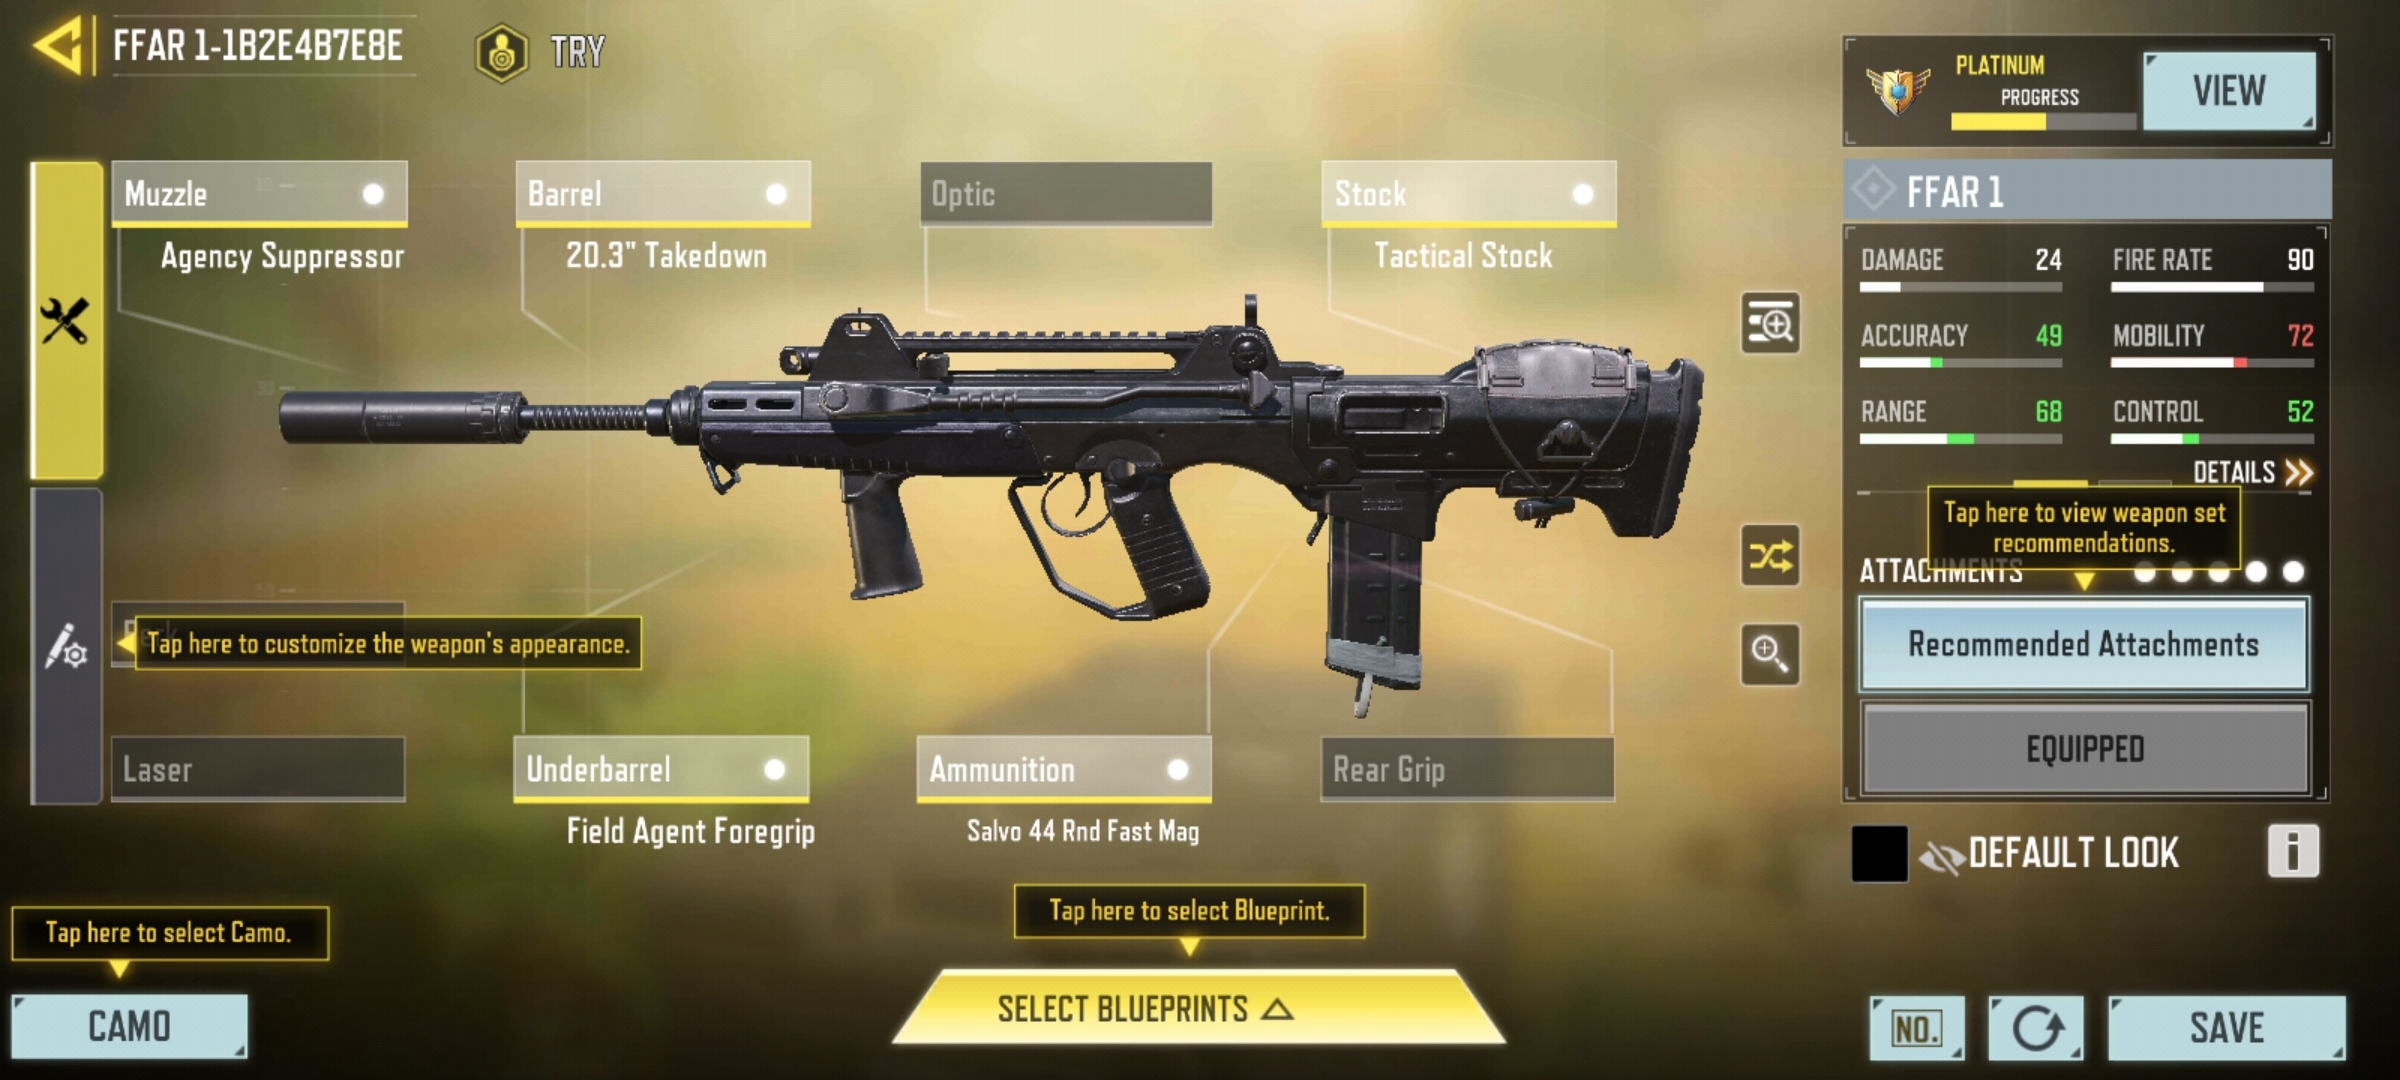 FFAR 1-1B2E4B7E8E
TRY
PLATINUM
PROGRESS
VIEW
Muzzle
Agency Suppressor
Barrel
20.3" Takedown
Optic
Stock
Tactical Stock
FFAR 1
DAMAGE 24
FIRE RATE 90
ACCURACY 49
MOBILITY 72
RANGE 68
CONTROL 52
DETAILS
Tap here to view weapon set
recommendations.
ATTACHMENTS
Recommended Attachments
EQUIPPED
Tap here to customize the weapon's appearance.
Laser
Underbarrel
Field Agent Foregrip
Ammunition
Salvo 44 Rnd Fast Mag
Rear Grip
DEFAULT LOOK
i
Tap here to select Camo.
CAMO
Tap here to select Blueprint.
SELECT BLUEPRINTS
NO.
SAVE